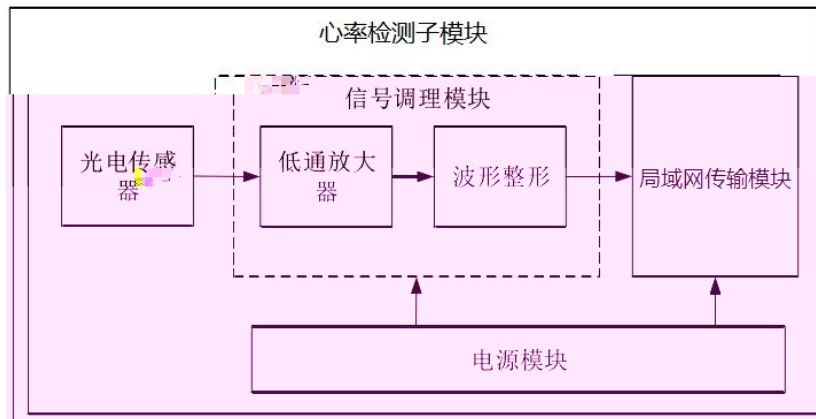 心率检测子模块
信号调理模块
光电传感
器
低通放大
器
波形整形
局域网传输模块
电源模块